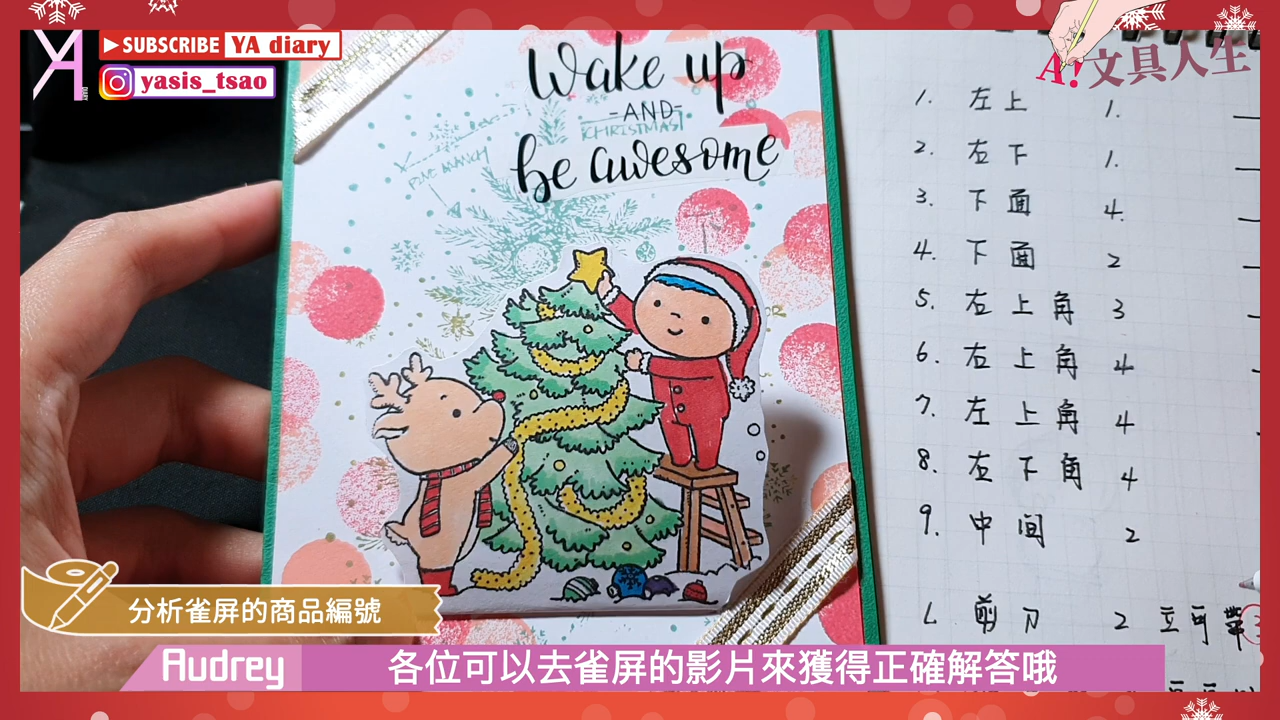 YA
DIARY
SUBSCRIBE YA diary
yasis_tsao
A!文具人生
Wake up
-AND-
be awesome
CHRISTMAS
1. 左上 1.
2. 右下 1.
3. 下面 4.
4. 下面 2
5. 左上角 3
6. 右上角 4
7. 左上角 4
8. 左下角 4
9. 中间 2
1. 剪刀 2
分析雀屏的商品編號
Audrey
各位可以去雀屏的影片來獲得正確解答哦